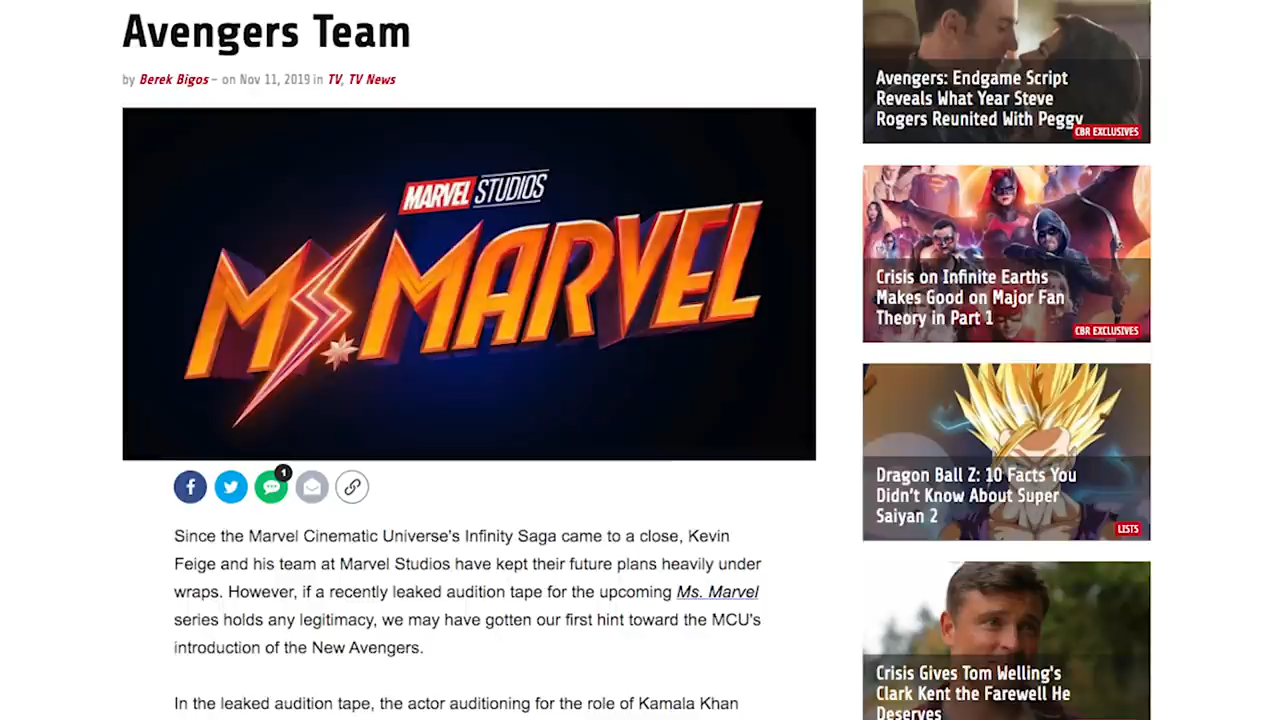 Avengers Team
by Berek Bigos – on Nov 11, 2019 in TV, TV News
MARVEL STUDIOS
MS. MARVEL
1
Since the Marvel Cinematic Universe's Infinity Saga came to a close, Kevin
Feige and his team at Marvel Studios have kept their future plans heavily under
wraps. However, if a recently leaked audition tape for the upcoming Ms. Marvel
series holds any legitimacy, we may have gotten our first hint toward the MCU's
introduction of the New Avengers.
In the leaked audition tape, the actor auditioning for the role of Kamala Khan
Avengers: Endgame Script
Reveals What Year Steve
Rogers Reunited With Peggy
CBR EXCLUSIVES
Crisis on Infinite Earths
Makes Good on Major Fan
Theory in Part 1
CBR EXCLUSIVES
Dragon Ball Z: 10 Facts You
Didn't Know About Super
Saiyan 2
LISTS
Crisis Gives Tom Welling's
Clark Kent the Farewell He
Deserves